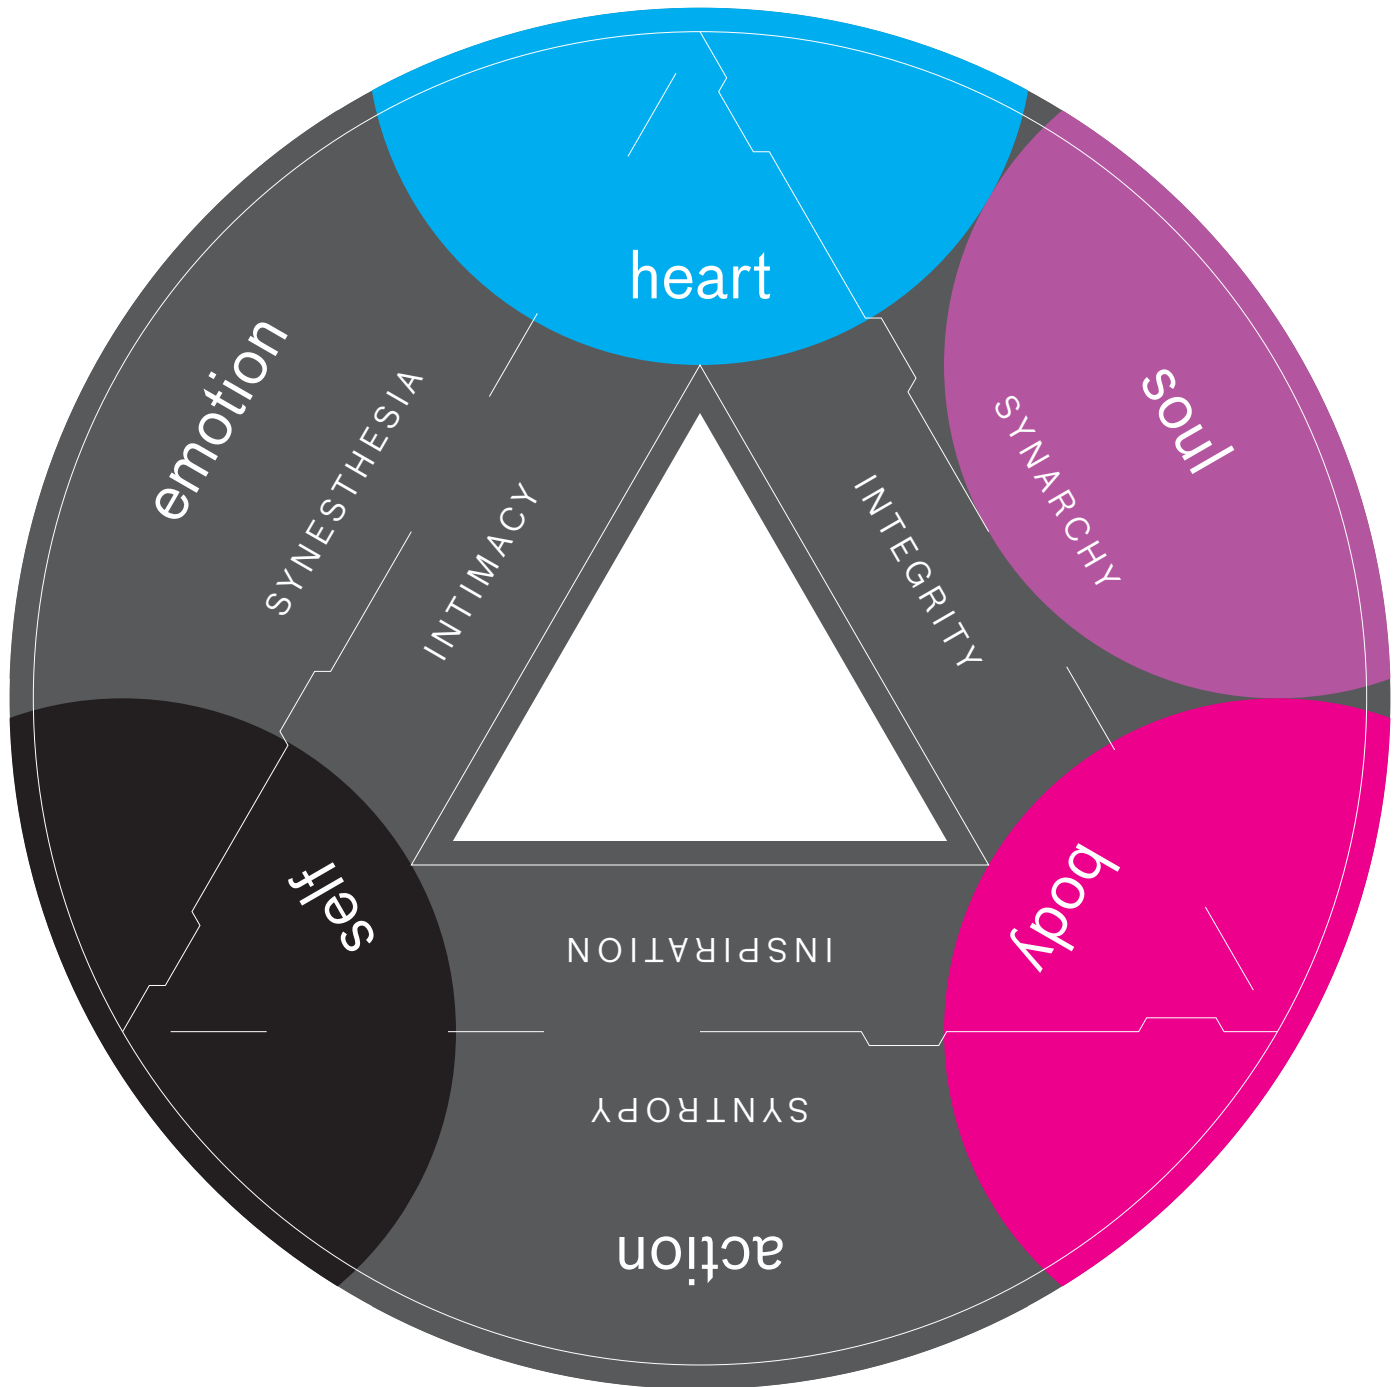 heart
soul
SYNARCHY
INTEGRITY
body
INSPIRATION
SYNTROPY
action
self
INTIMACY
SYNESTHESIA
emotion